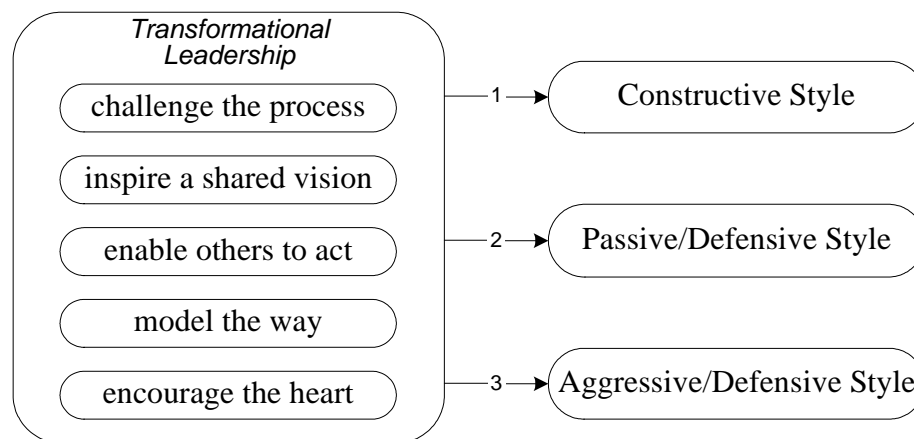 Transformational
Leadership
challenge the process
inspire a shared vision
enable others to act
model the way
encourage the heart
1
Constructive Style
2
Passive/Defensive Style
3
Aggressive/Defensive Style